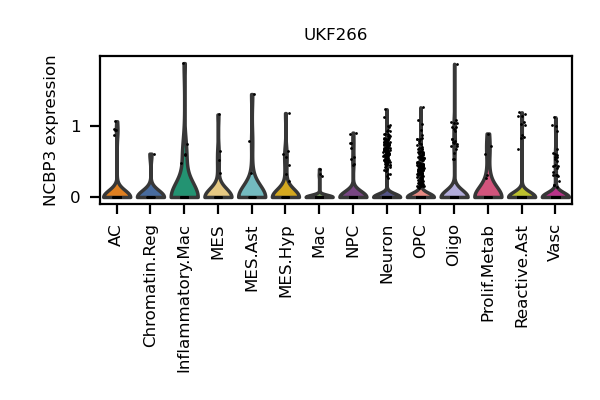 UKF266
NCBP3 expression
1
0
AC
Chromatin.Reg
Inflammatory.Mac
MES
MES.Ast
MES.Hyp
Mac
NPC
Neuron
OPC
Oligo
Prolif.Metab
Reactive.Ast
Vasc